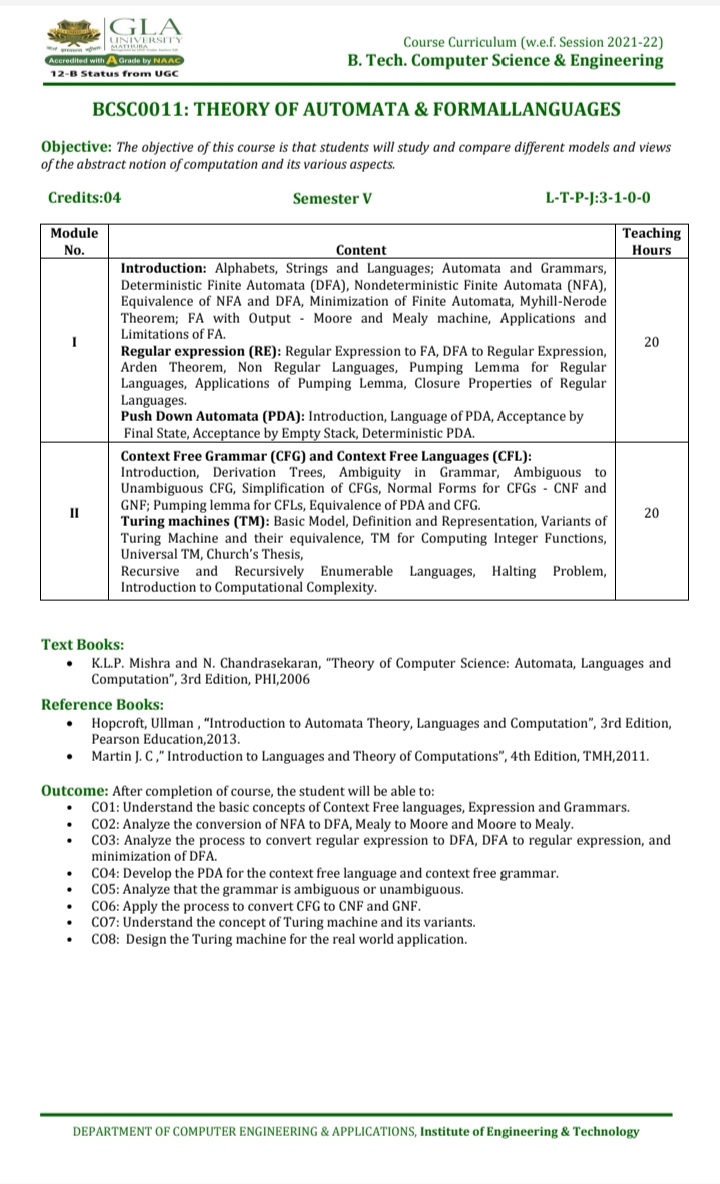 GLA
UNIVERSITY
MATHURA
Accredited with A Grade by NAAC
12-B Status from UGC
Course Curriculum (w.e.f. Session 2021-22)
B. Tech. Computer Science & Engineering
BCSC0011: THEORY OF AUTOMATA & FORMALLANGUAGES
Objective: The objective of this course is that students will study and compare different models and views
of the abstract notion of computation and its various aspects.
Credits:04 Semester V L-T-P-J:3-1-0-0
Module No. Content Teaching Hours
I
Introduction: Alphabets, Strings and Languages; Automata and Grammars,
Deterministic Finite Automata (DFA), Nondeterministic Finite Automata (NFA),
Equivalence of NFA and DFA, Minimization of Finite Automata, Myhill-Nerode
Theorem; FA with Output - Moore and Mealy machine, Applications and
Limitations of FA.
Regular expression (RE): Regular Expression to FA, DFA to Regular Expression,
Arden Theorem, Non Regular Languages, Pumping Lemma for Regular
Languages, Applications of Pumping Lemma, Closure Properties of Regular
Languages.
Push Down Automata (PDA): Introduction, Language of PDA, Acceptance by
Final State, Acceptance by Empty Stack, Deterministic PDA.
20
II
Context Free Grammar (CFG) and Context Free Languages (CFL):
Introduction, Derivation Trees, Ambiguity in Grammar, Ambiguous to
Unambiguous CFG, Simplification of CFGs, Normal Forms for CFGs - CNF and
GNF; Pumping lemma for CFLs, Equivalence of PDA and CFG.
Turing machines (TM): Basic Model, Definition and Representation, Variants of
Turing Machine and their equivalence, TM for Computing Integer Functions,
Universal TM, Church's Thesis,
Recursive and Recursively Enumerable Languages, Halting Problem,
Introduction to Computational Complexity.
20
Text Books:
• K.L.P. Mishra and N. Chandrasekaran, "Theory of Computer Science: Automata, Languages and
Computation", 3rd Edition, PHI,2006
Reference Books:
• Hopcroft, Ullman , "Introduction to Automata Theory, Languages and Computation", 3rd Edition,
Pearson Education,2013.
• Martin J. C ," Introduction to Languages and Theory of Computations", 4th Edition, TMH,2011.
Outcome: After completion of course, the student will be able to:
• CO1: Understand the basic concepts of Context Free languages, Expression and Grammars.
• CO2: Analyze the conversion of NFA to DFA, Mealy to Moore and Moore to Mealy.
• CO3: Analyze the process to convert regular expression to DFA, DFA to regular expression, and
minimization of DFA.
• CO4: Develop the PDA for the context free language and context free grammar.
• CO5: Analyze that the grammar is ambiguous or unambiguous.
• CO6: Apply the process to convert CFG to CNF and GNF.
• CO7: Understand the concept of Turing machine and its variants.
• CO8: Design the Turing machine for the real world application.
DEPARTMENT OF COMPUTER ENGINEERING & APPLICATIONS, Institute of Engineering & Technology